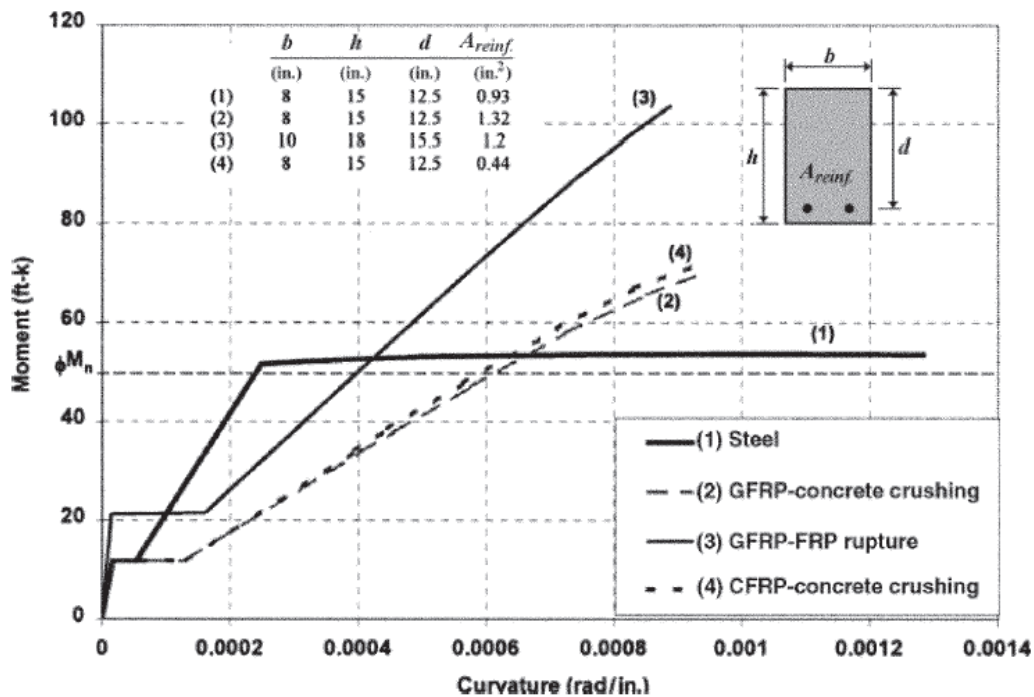 b h d A_reinf.
(in.) (in.) (in.) (in.²)
(1) 8 15 12.5 0.93
(2) 8 15 12.5 1.32
(3) 10 18 15.5 1.2
(4) 8 15 12.5 0.44
b
h
d
A_reinf.
(3)
(4)
(2)
(1)
Moment (ft-k)
120
100
80
60
ϕM_n
40
20
0
(1) Steel
(2) GFRP-concrete crushing
(3) GFRP-FRP rupture
(4) CFRP-concrete crushing
0 0.0002 0.0004 0.0006 0.0008 0.001 0.0012 0.0014
Curvature (rad/in.)